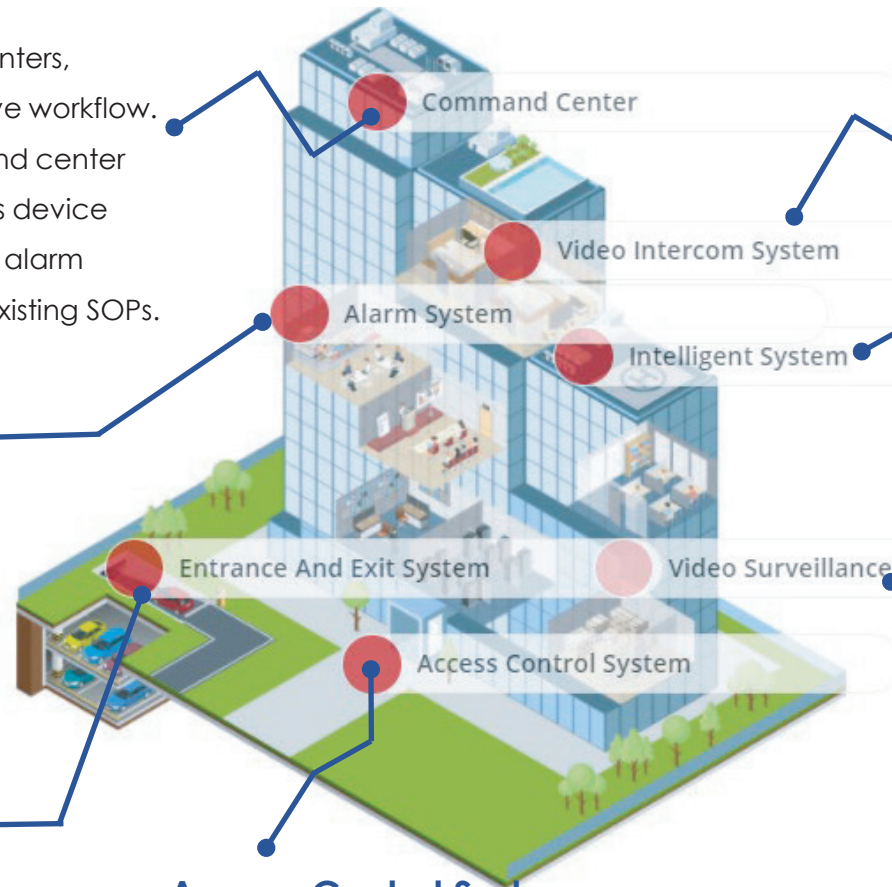 nters,
ve workflow.
nd center
s device
alarm
xisting SOPs.
Command Center
Video Intercom System
Alarm System
Intelligent System
Entrance And Exit System
Video Surveillance
Access Control System